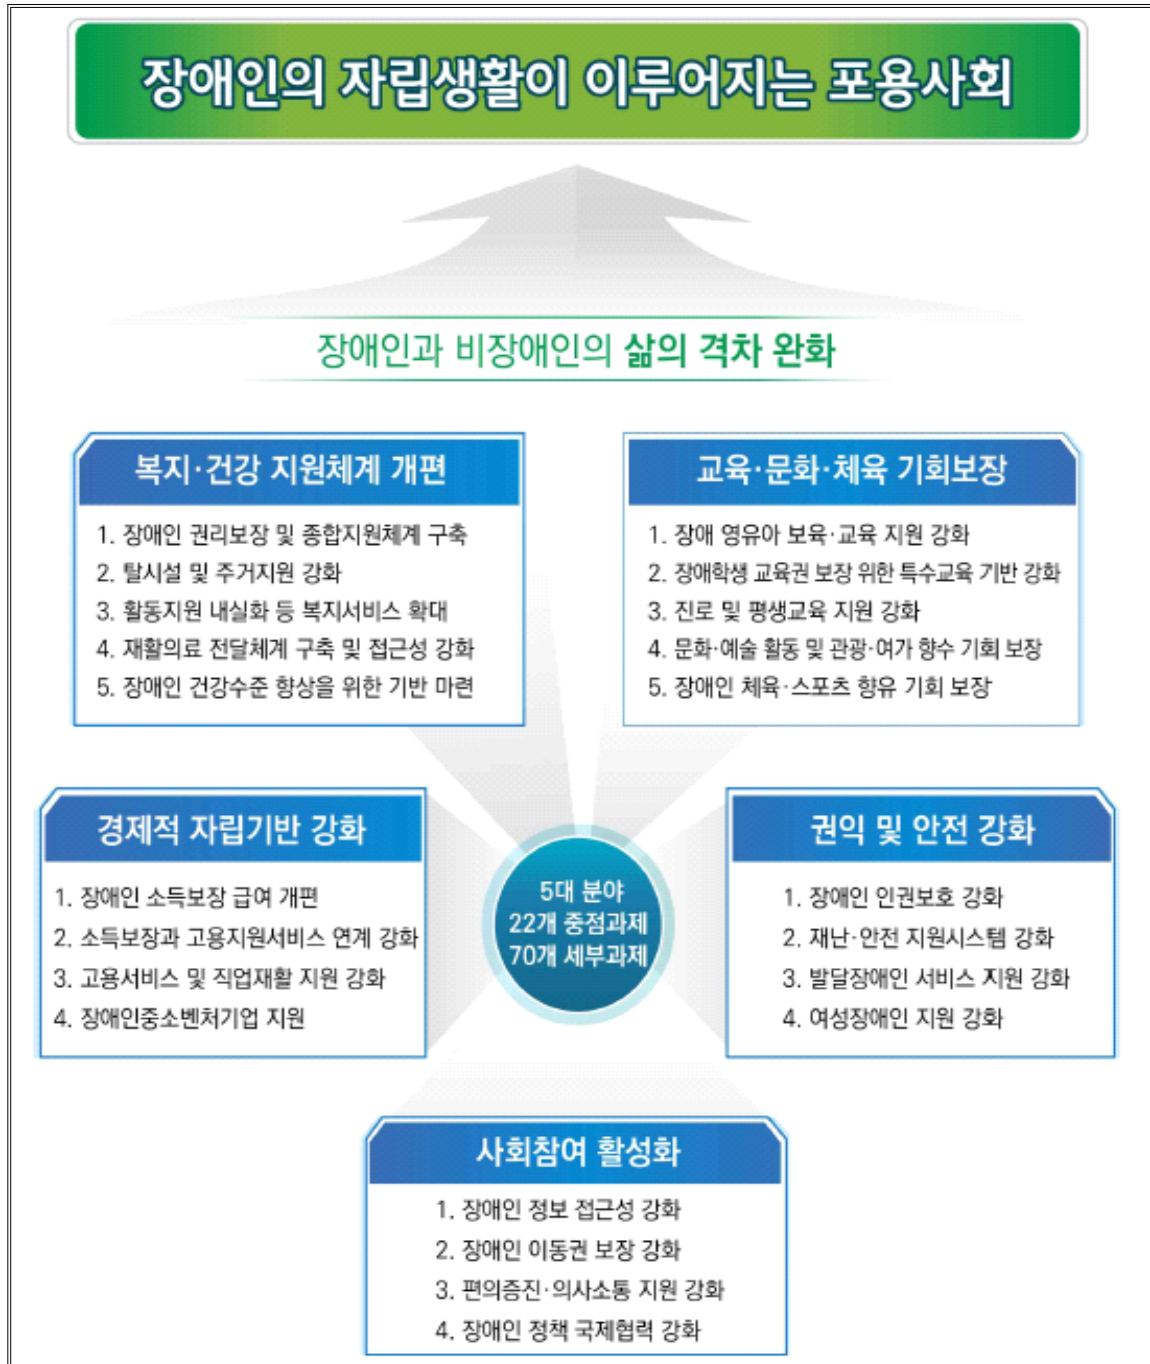 장애인의 자립생활이 이루어지는 포용사회
장애인과 비장애인의 삶의 격차 완화
복지·건강 지원체계 개편
1. 장애인 권리보장 및 종합지원체계 구축
2. 탈시설 및 주거지원 강화
3. 활동지원 내실화 등 복지서비스 확대
4. 재활의료 전달체계 구축 및 접근성 강화
5. 장애인 건강수준 향상을 위한 기반 마련
교육·문화·체육 기회보장
1. 장애 영유아 보육·교육 지원 강화
2. 장애학생 교육권 보장 위한 특수교육 기반 강화
3. 진로 및 평생교육 지원 강화
4. 문화·예술 활동 및 관광·여가 향수 기회 보장
5. 장애인 체육·스포츠 향유 기회 보장
경제적 자립기반 강화
1. 장애인 소득보장 급여 개편
2. 소득보장과 고용지원서비스 연계 강화
3. 고용서비스 및 직업재활 지원 강화
4. 장애인중소벤처기업 지원
5대 분야
22개 중점과제
70개 세부과제
권익 및 안전 강화
1. 장애인 인권보호 강화
2. 재난·안전 지원시스템 강화
3. 발달장애인 서비스 지원 강화
4. 여성장애인 지원 강화
사회참여 활성화
1. 장애인 정보 접근성 강화
2. 장애인 이동권 보장 강화
3. 편의증진·의사소통 지원 강화
4. 장애인 정책 국제협력 강화